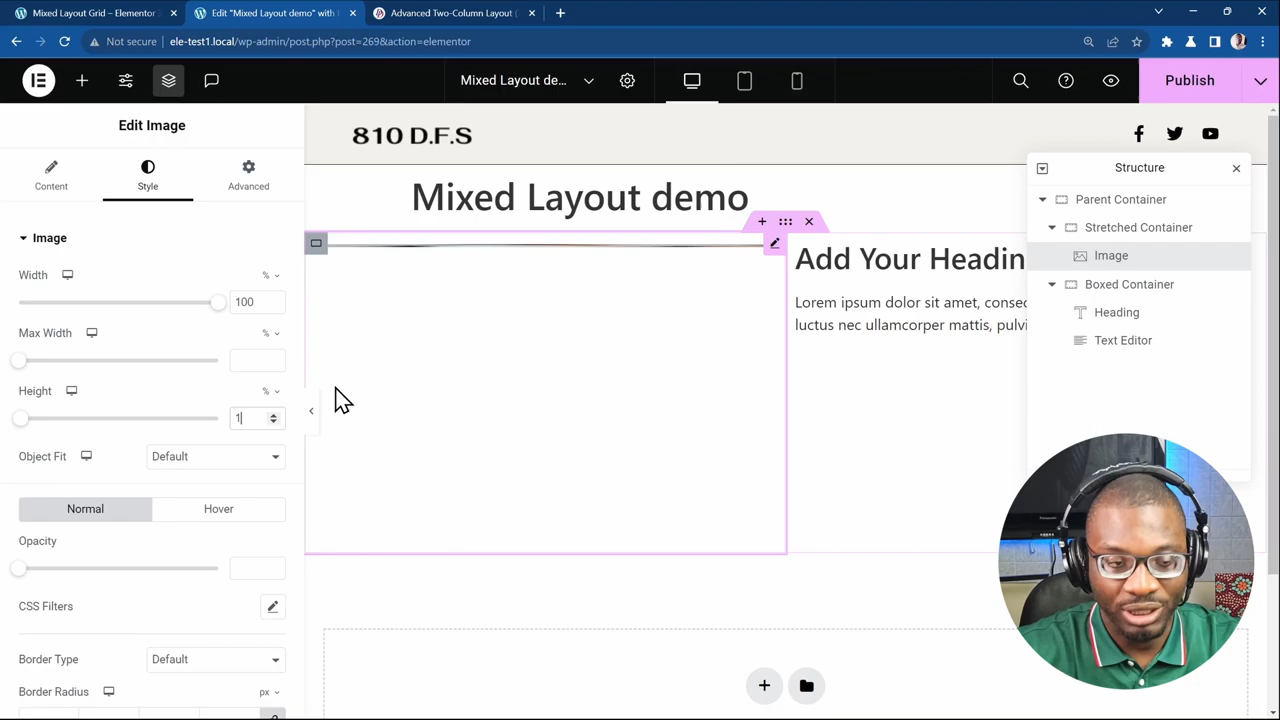 Mixed Layout Grid – Elementor
Edit "Mixed Layout demo" with
Advanced Two-Column Layout (
Not secure
ele-test1.local/wp-admin/post.php?post=269&action=elementor
Mixed Layout de...
Publish
Edit Image
Content
Style
Advanced
Image
Width
%
100
Max Width
%
Height
%
1
Object Fit
Default
Normal
Hover
Opacity
CSS Filters
Border Type
Default
Border Radius
px
810 D.F.S
Mixed Layout demo
Add Your Headin
Lorem ipsum dolor sit amet, consec
luctus nec ullamcorper mattis, pulvi
Structure
Parent Container
Stretched Container
Image
Boxed Container
Heading
Text Editor